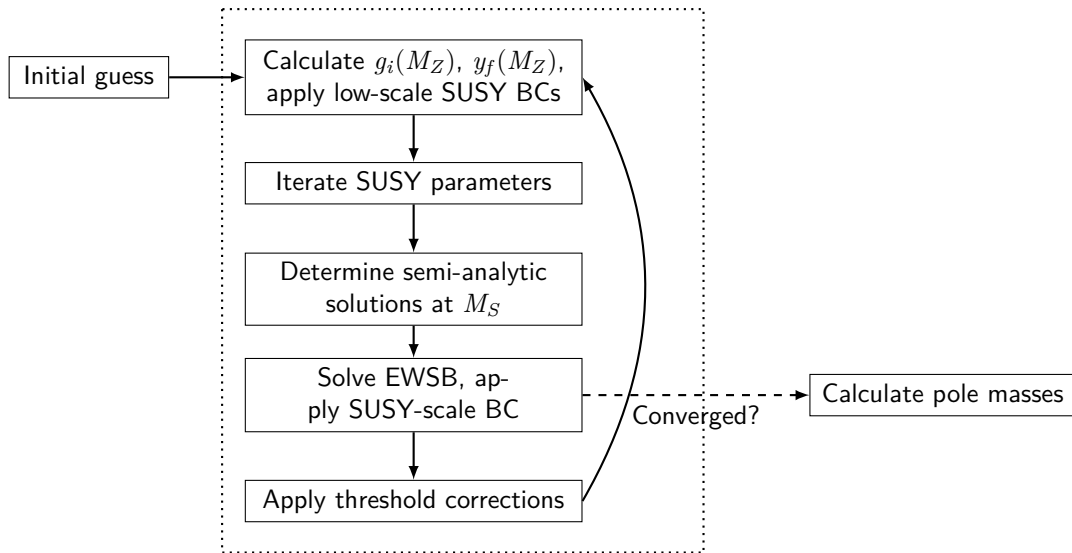 Initial guess
Calculate $g_i(M_Z)$, $y_f(M_Z)$,
apply low-scale SUSY BCs
Iterate SUSY parameters
Determine semi-analytic
solutions at $M_S$
Solve EWSB, ap-
ply SUSY-scale BC
Converged?
Calculate pole masses
Apply threshold corrections